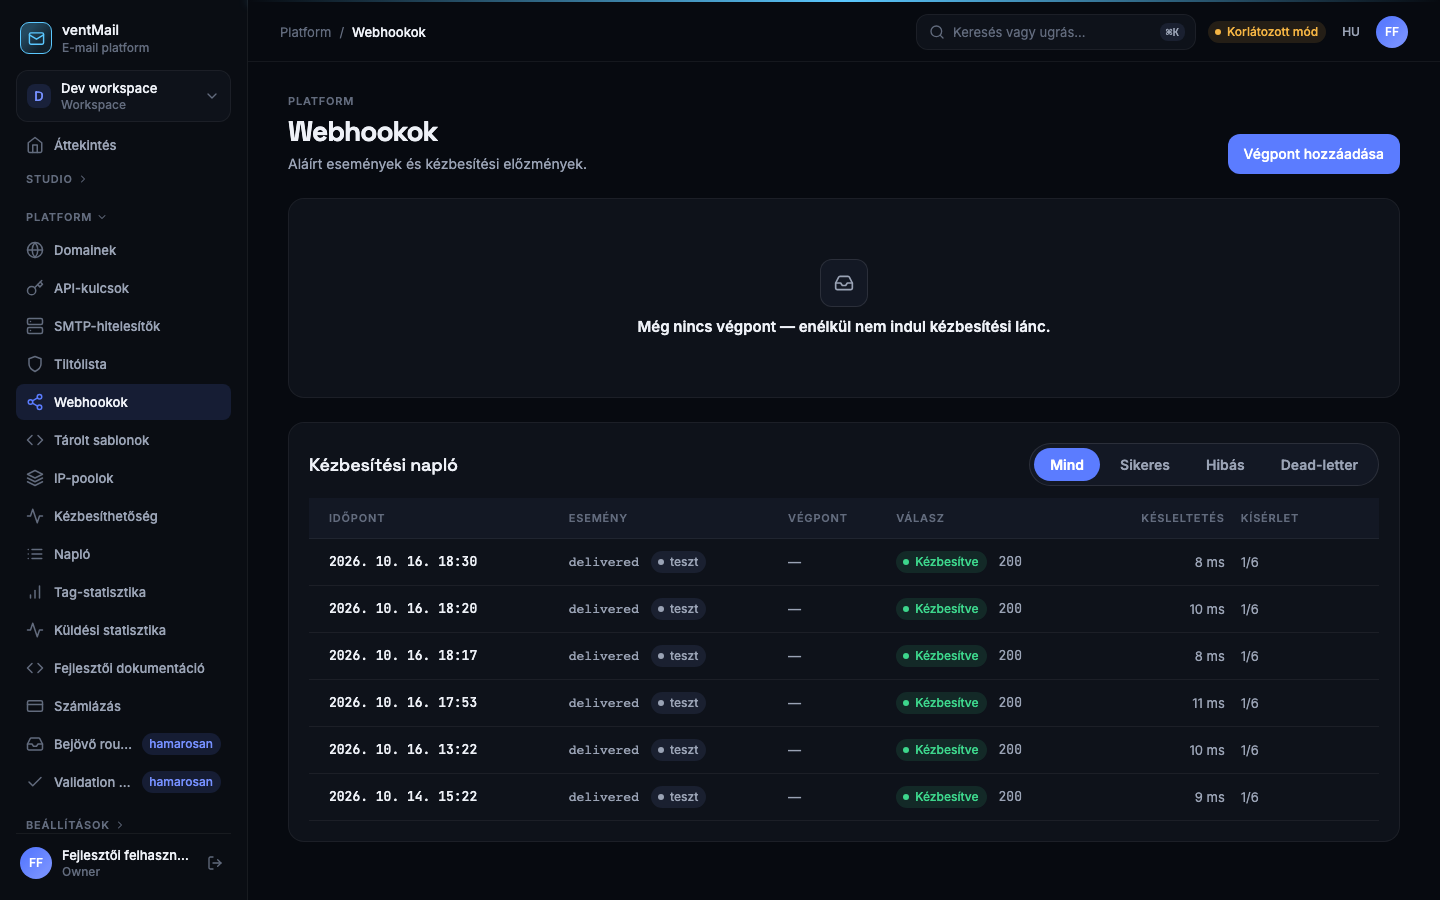 ventMail
E-mail platform
D
Dev workspace
Workspace
Áttekintés
STUDIO
PLATFORM
Domainek
API-kulcsok
SMTP-hitelesítők
Tiltólista
Webhookok
Tárolt sablonok
IP-poolok
Kézbesíthetőség
Napló
Tag-statisztika
Küldési statisztika
Fejlesztői dokumentáció
Számlázás
Bejövő rou... hamarosan
Validation ... hamarosan
BEÁLLÍTÁSOK
FF
Fejlesztői felhaszn...
Owner
Platform / Webhookok
Keresés vagy ugrás... ⌘K
Korlátozott mód
HU
FF
PLATFORM
Webhookok
Aláírt események és kézbesítési előzmények.
Végpont hozzáadása
Még nincs végpont — enélkül nem indul kézbesítési lánc.
Kézbesítési napló
Mind Sikeres Hibás Dead-letter
IDŐPONT ESEMÉNY VÉGPONT VÁLASZ KÉSLELTETÉS KÍSÉRLET
2026. 10. 16. 18:30 delivered teszt — Kézbesítve 200 8 ms 1/6
2026. 10. 16. 18:20 delivered teszt — Kézbesítve 200 10 ms 1/6
2026. 10. 16. 18:17 delivered teszt — Kézbesítve 200 8 ms 1/6
2026. 10. 16. 17:53 delivered teszt — Kézbesítve 200 11 ms 1/6
2026. 10. 16. 13:22 delivered teszt — Kézbesítve 200 10 ms 1/6
2026. 10. 14. 15:22 delivered teszt — Kézbesítve 200 9 ms 1/6